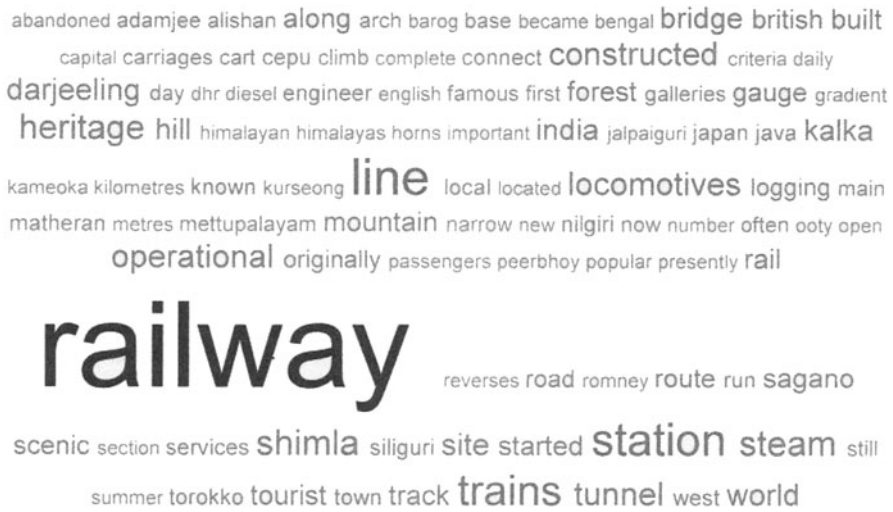 abandoned adamjee alishan along arch barog base became bengal bridge british built
capital carriages cart cepu climb complete connect constructed criteria daily
darjeeling day dhr diesel engineer english famous first forest galleries gauge gradient
heritage hill himalayan himalayas horns important india jalpaiguri japan java kalka
kameoka kilometres known kurseong line local located locomotives logging main
matheran metres mettupalayam mountain narrow new nilgiri now number often ooty open
operational originally passengers peerbhoy popular presently rail
railway reverses road romney route run sagano
scenic section services shimla siliguri site started station steam still
summer torokko tourist town track trains tunnel west world